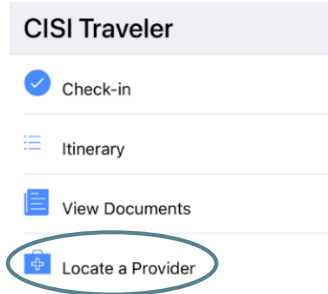 CISI Traveler
Check-in
Itinerary
View Documents
Locate a Provider